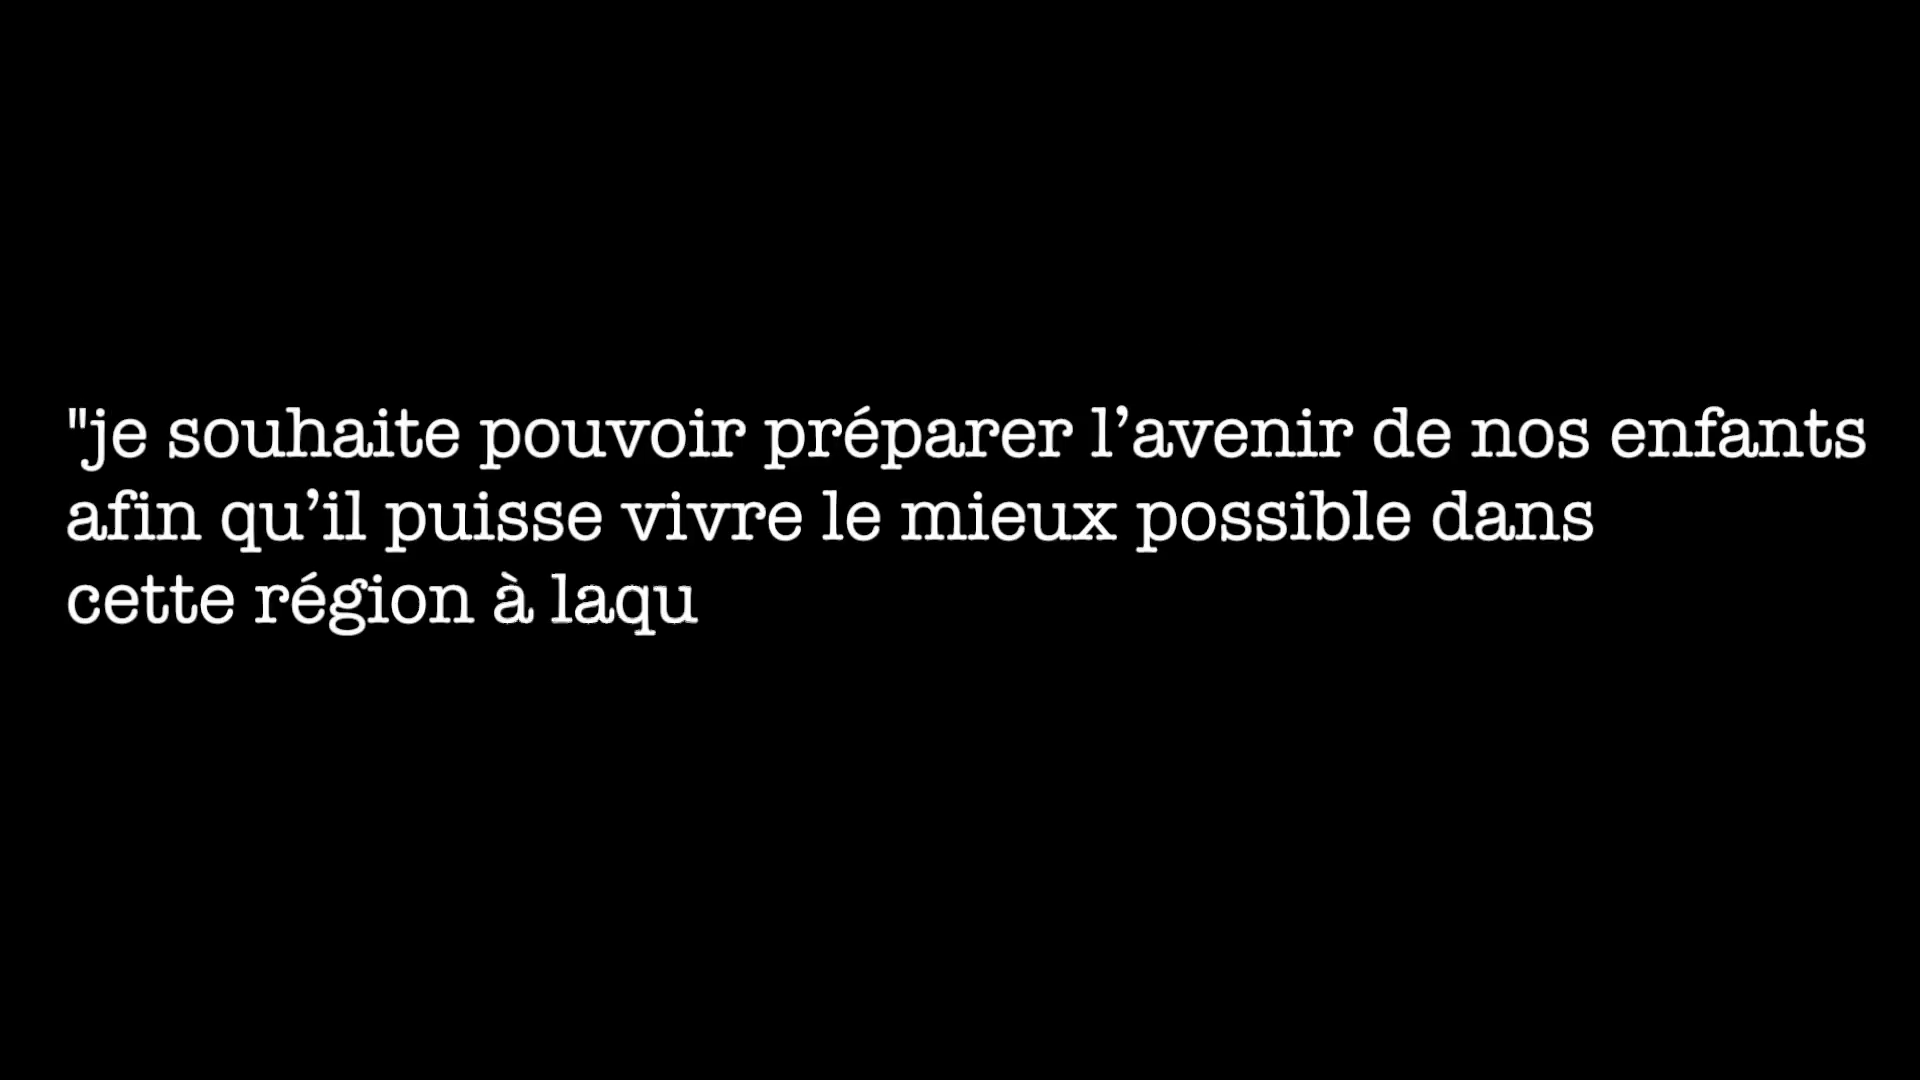 "je souhaite pouvoir préparer l’avenir de nos enfants
afin qu’il puisse vivre le mieux possible dans
cette région à laqu